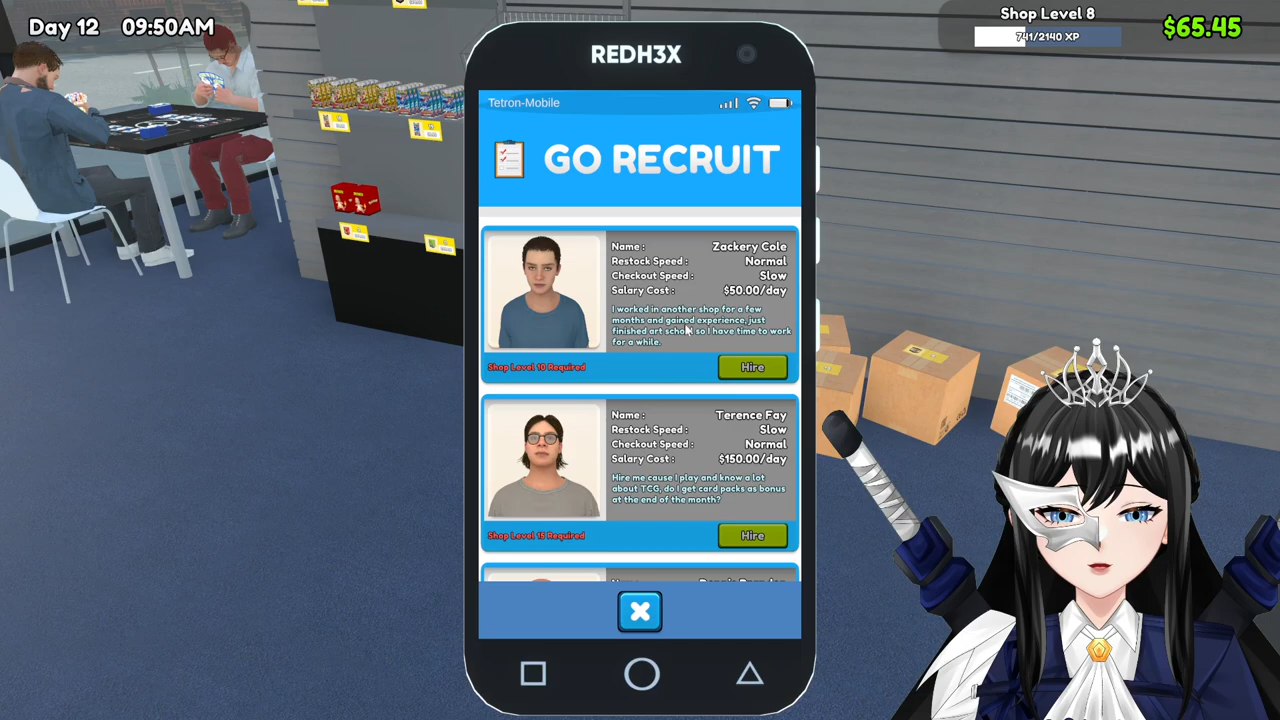 Day 12 09:50AM
Shop Level 8
741/2140 XP
$65.45
REDH3X
Tetron-Mobile
GO RECRUIT
Name : Zackery Cole
Restock Speed : Normal
Checkout Speed : Slow
Salary Cost : $50.00/day
I worked in another shop for a few
months and gained experience, just
finished art school so I have time to work
for a while.
Shop Level 10 Required
Hire
Name : Terence Fay
Restock Speed : Slow
Checkout Speed : Normal
Salary Cost : $150.00/day
Hire me cause I play and know a lot
about TCG, do I get card packs as bonus
at the end of the month?
Shop Level 15 Required
Hire